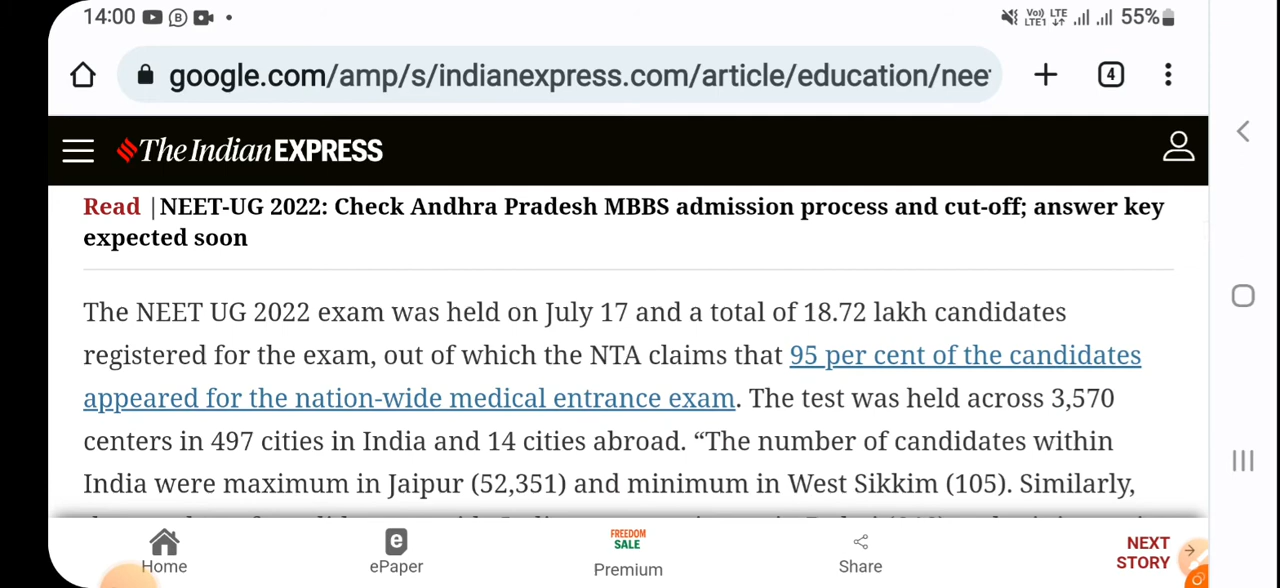 14:00
Vo) LTE
LTE1
55%
google.com/amp/s/indianexpress.com/article/education/nee
4
The Indian EXPRESS
Read |NEET-UG 2022: Check Andhra Pradesh MBBS admission process and cut-off; answer key
expected soon
The NEET UG 2022 exam was held on July 17 and a total of 18.72 lakh candidates
registered for the exam, out of which the NTA claims that 95 per cent of the candidates
appeared for the nation-wide medical entrance exam. The test was held across 3,570
centers in 497 cities in India and 14 cities abroad. “The number of candidates within
India were maximum in Jaipur (52,351) and minimum in West Sikkim (105). Similarly,
FREEDOM
SALE
Home
ePaper
Premium
Share
NEXT
STORY